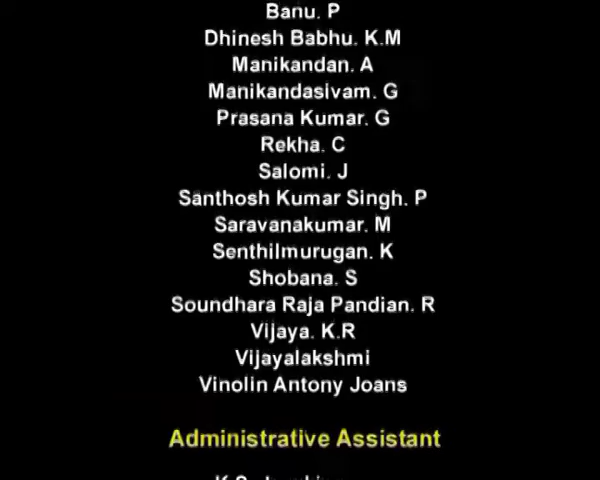 Banu. P
Dhinesh Babhu. K.M
Manikandan. A
Manikandasivam. G
Prasana Kumar. G
Rekha. C
Salomi. J
Santhosh Kumar Singh. P
Saravanakumar. M
Senthilmurugan. K
Shobana. S
Soundhara Raja Pandian. R
Vijaya. K.R
Vijayalakshmi
Vinolin Antony Joans
Administrative Assistant